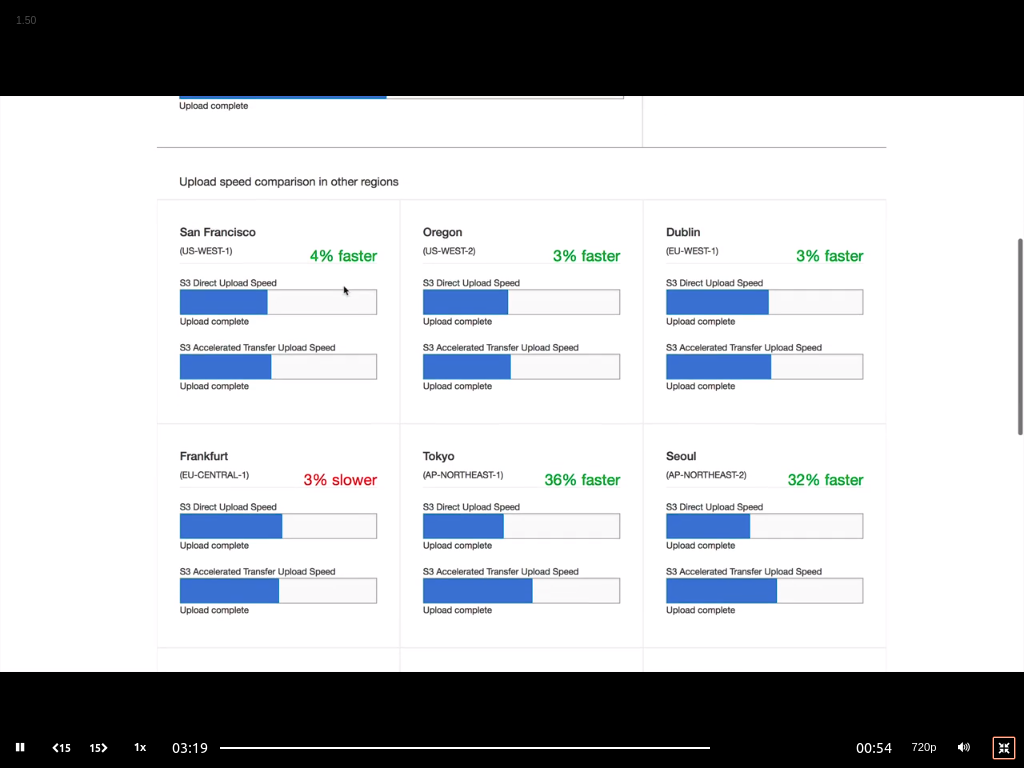 1.50
Upload complete
Upload speed comparison in other regions
San Francisco
(US-WEST-1)
4% faster
S3 Direct Upload Speed
Upload complete
S3 Accelerated Transfer Upload Speed
Upload complete
Oregon
(US-WEST-2)
3% faster
S3 Direct Upload Speed
Upload complete
S3 Accelerated Transfer Upload Speed
Upload complete
Dublin
(EU-WEST-1)
3% faster
S3 Direct Upload Speed
Upload complete
S3 Accelerated Transfer Upload Speed
Upload complete
Frankfurt
(EU-CENTRAL-1)
3% slower
S3 Direct Upload Speed
Upload complete
S3 Accelerated Transfer Upload Speed
Upload complete
Tokyo
(AP-NORTHEAST-1)
36% faster
S3 Direct Upload Speed
Upload complete
S3 Accelerated Transfer Upload Speed
Upload complete
Seoul
(AP-NORTHEAST-2)
32% faster
S3 Direct Upload Speed
Upload complete
S3 Accelerated Transfer Upload Speed
Upload complete
15 15 1x 03:19 00:54 720p